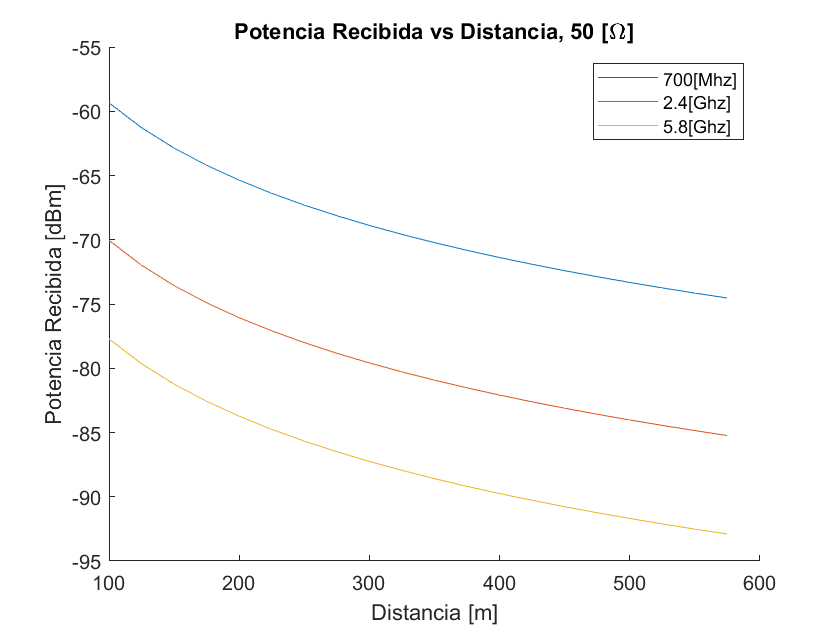 Potencia Recibida vs Distancia, 50 [Ω]
700[Mhz]
2.4[Ghz]
5.8[Ghz]
Potencia Recibida [dBm]
-55
-60
-65
-70
-75
-80
-85
-90
-95
100 200 300 400 500 600
Distancia [m]